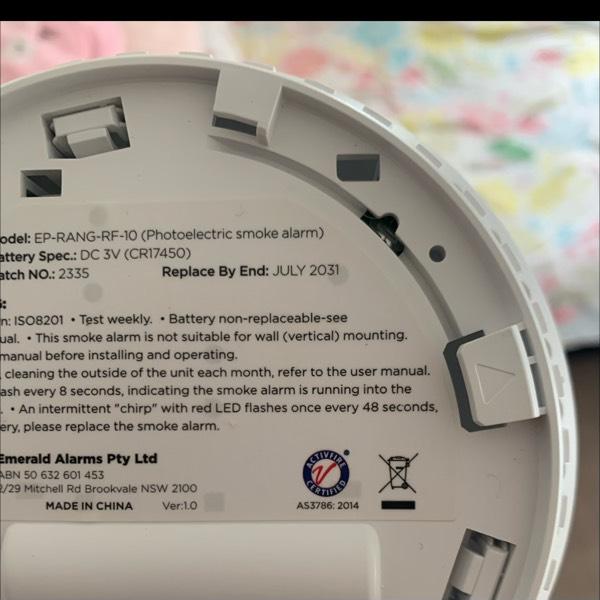 odel: EP-RANG-RF-10 (Photoelectric smoke alarm)
attery Spec.: DC 3V (CR17450)
atch NO.: 2335 Replace By End: JULY 2031
s:
n: ISO8201 • Test weekly. • Battery non-replaceable-see
ual. • This smoke alarm is not suitable for wall (vertical) mounting.
manual before installing and operating.
cleaning the outside of the unit each month, refer to the user manual.
ash every 8 seconds, indicating the smoke alarm is running into the
. • An intermittent "chirp" with red LED flashes once every 48 seconds,
ery, please replace the smoke alarm.
Emerald Alarms Pty Ltd
ABN 50 632 601 453
2/29 Mitchell Rd Brookvale NSW 2100
MADE IN CHINA Ver:1.0
ACTIVFIRE
CERTIFIED
AS3786: 2014